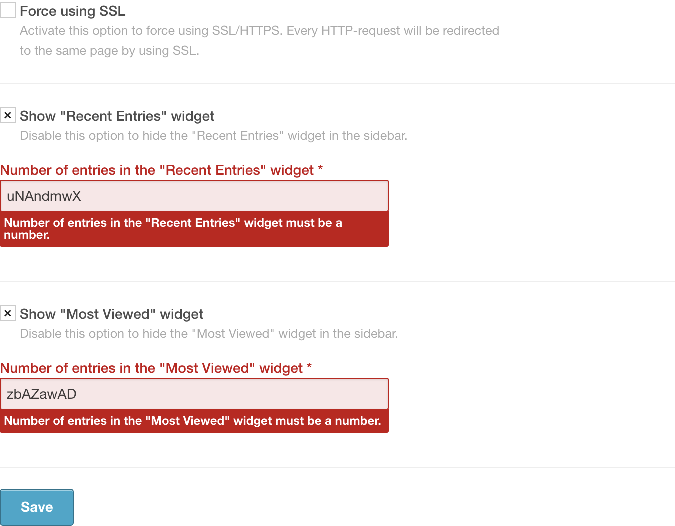 Force using SSL
Activate this option to force using SSL/HTTPS. Every HTTP-request will be redirected
to the same page by using SSL.
Show "Recent Entries" widget
Disable this option to hide the "Recent Entries" widget in the sidebar.
Number of entries in the "Recent Entries" widget *
uNAndmwX
Number of entries in the "Recent Entries" widget must be a
number.
Show "Most Viewed" widget
Disable this option to hide the "Most Viewed" widget in the sidebar.
Number of entries in the "Most Viewed" widget *
zbAZawAD
Number of entries in the "Most Viewed" widget must be a number.
Save